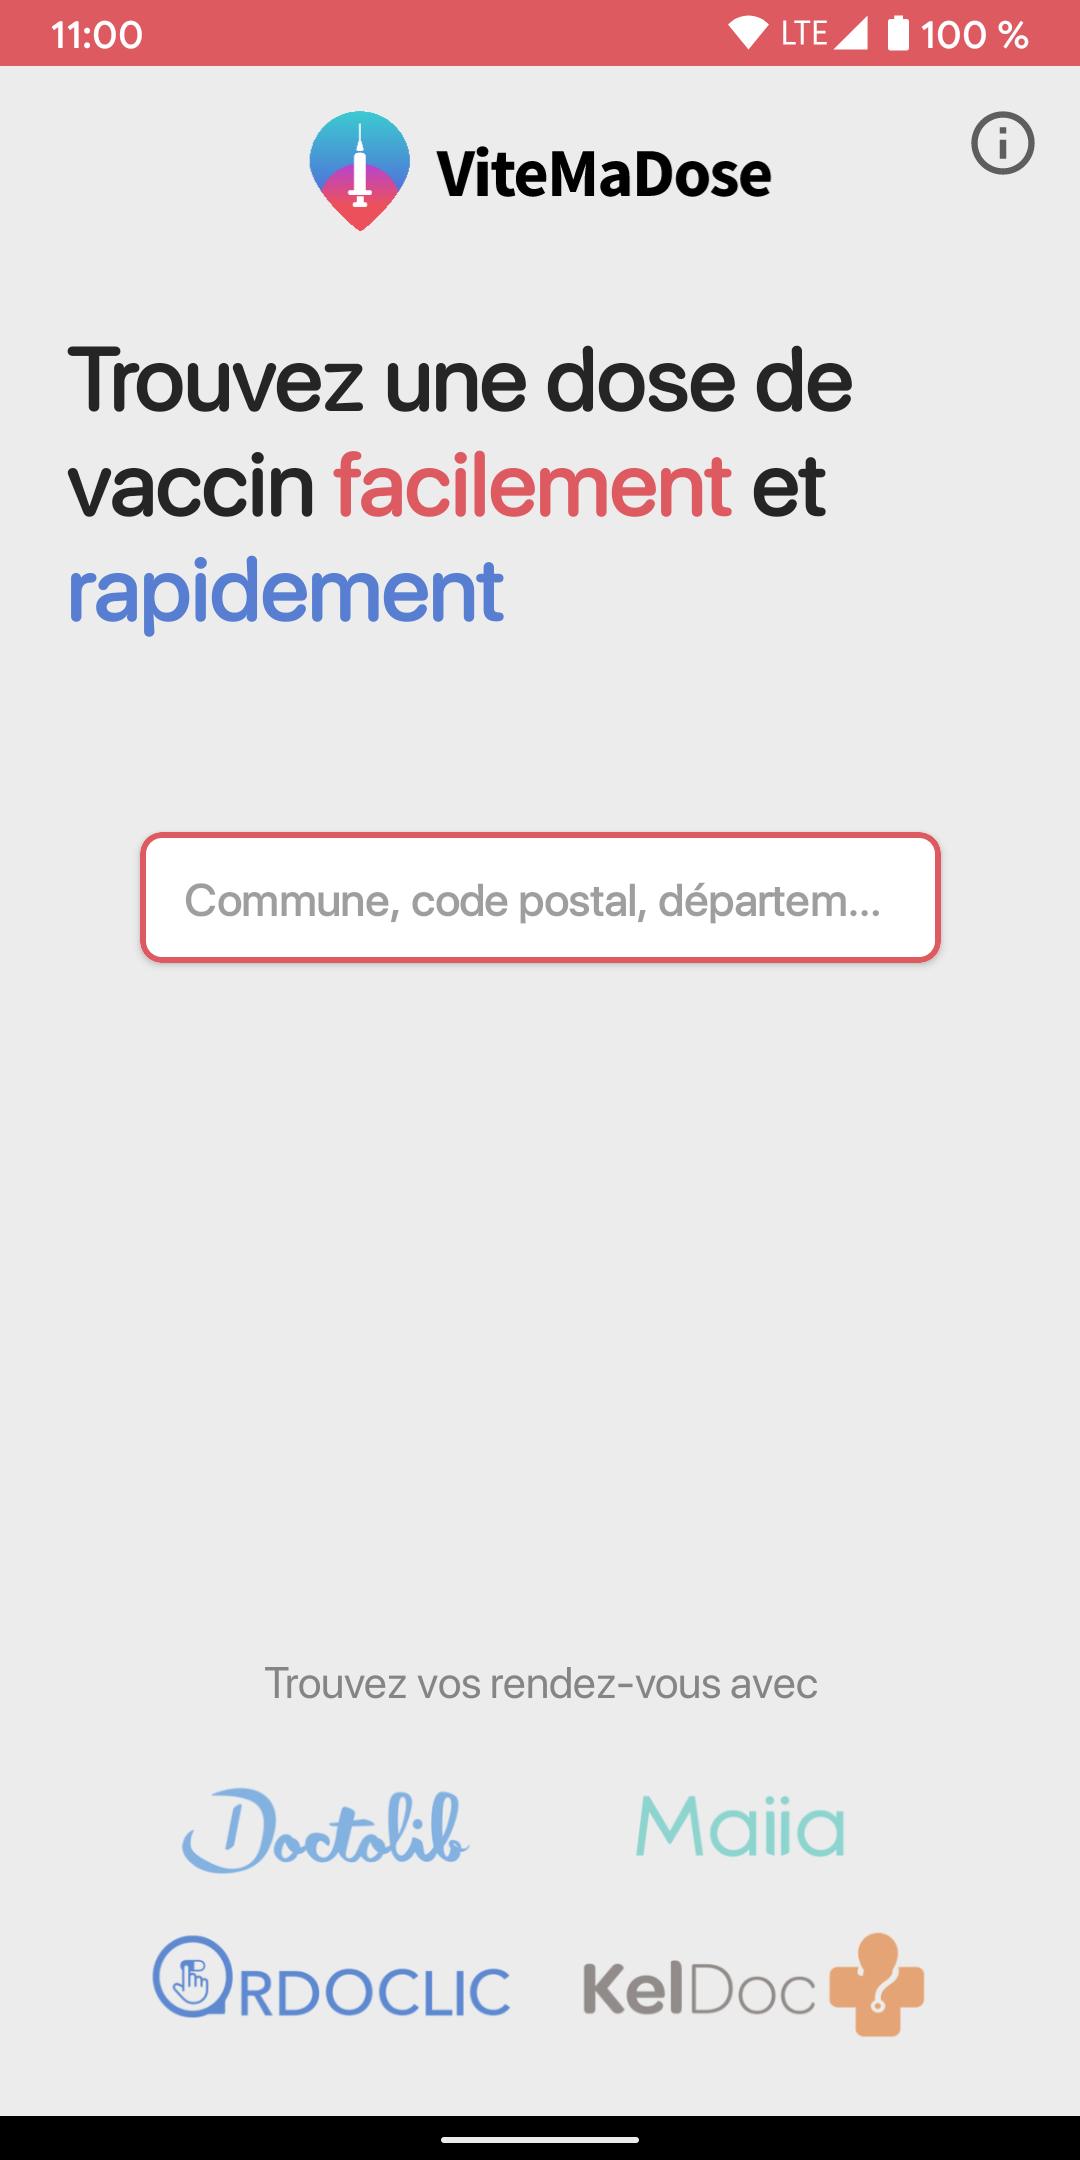 11:00 LTE 100 %
ViteMaDose
Trouvez une dose de
vaccin facilement et
rapidement
Commune, code postal, départem...
Trouvez vos rendez-vous avec
Doctolib Maiia
ORDOCLIC KelDoc